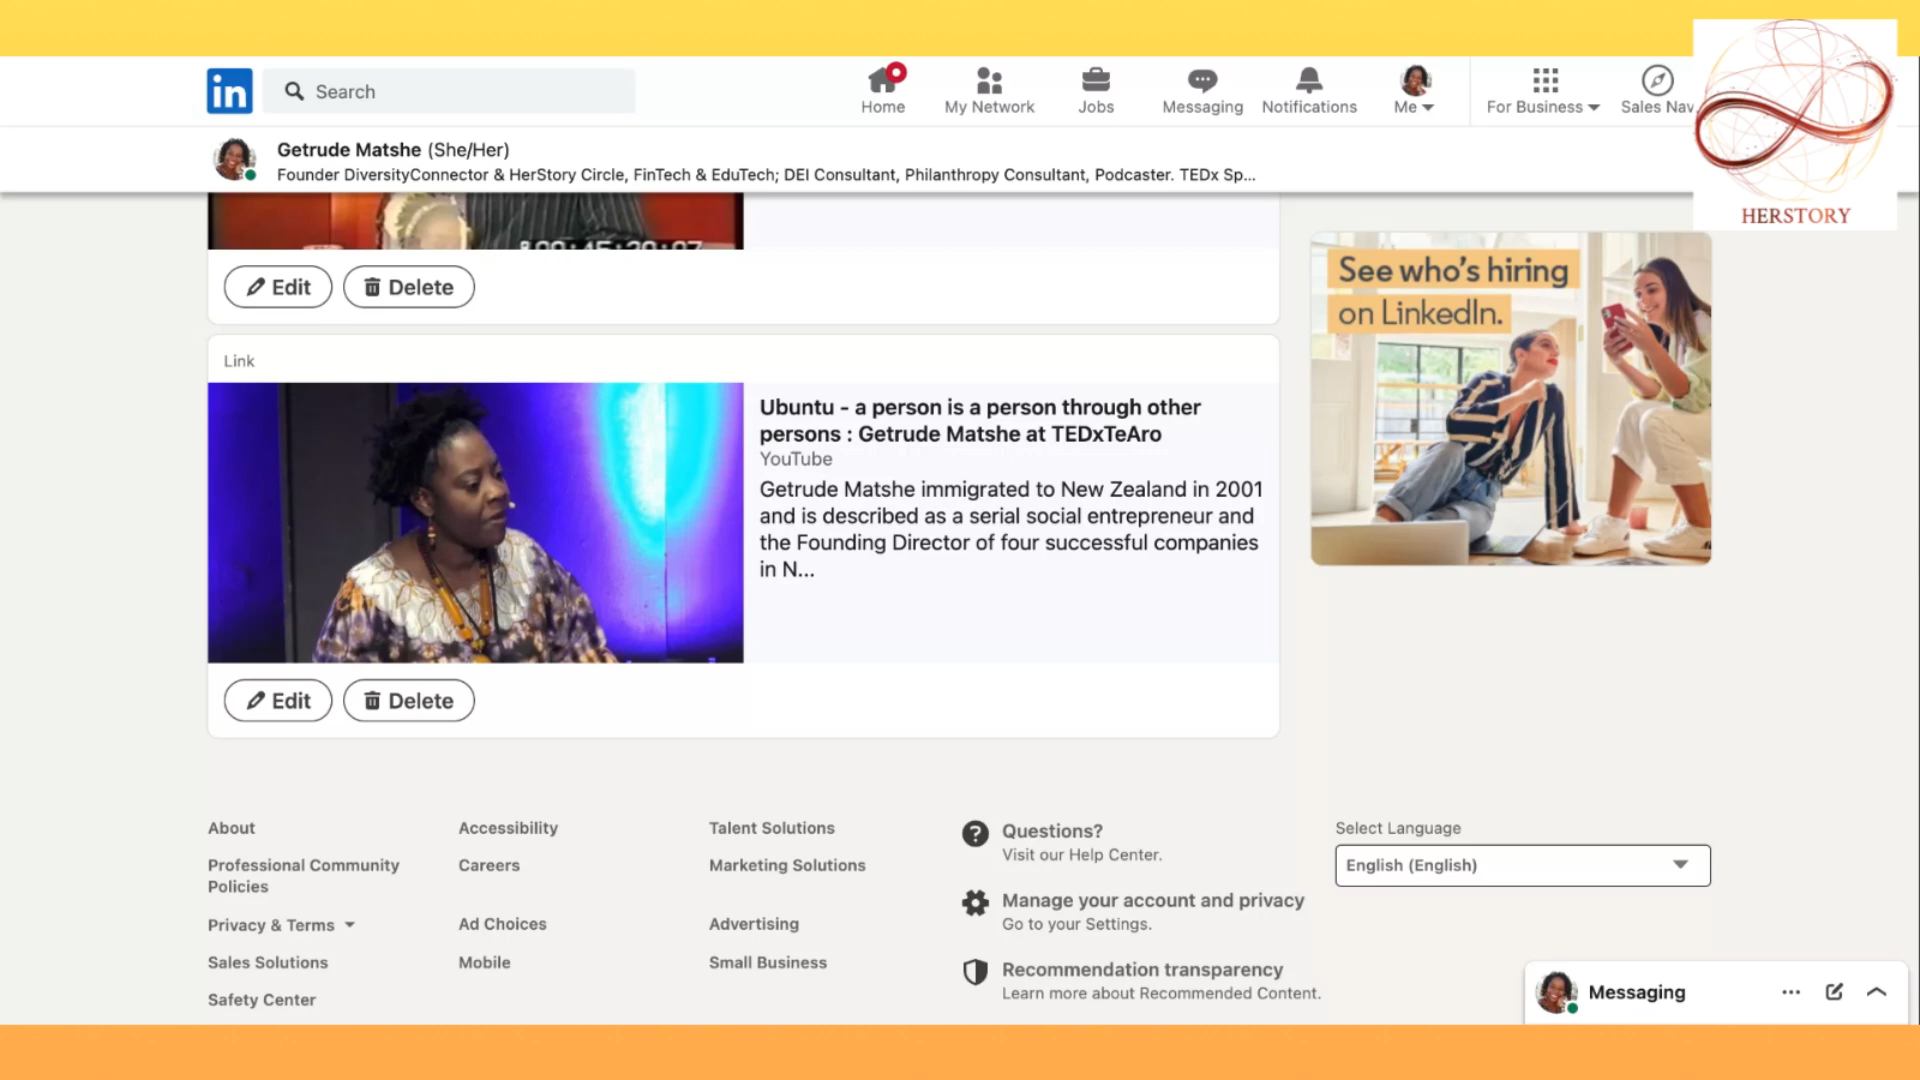 in
Search
Home
My Network
Jobs
Messaging
Notifications
Me
For Business
Sales Nav
HERSTORY
Getrude Matshe (She/Her)
Founder DiversityConnector & HerStory Circle, FinTech & EduTech; DEI Consultant, Philanthropy Consultant, Podcaster. TEDx Sp...
Edit
Delete
See who's hiring
on LinkedIn.
Link
Ubuntu - a person is a person through other
persons : Getrude Matshe at TEDxTeAro
YouTube
Getrude Matshe immigrated to New Zealand in 2001
and is described as a serial social entrepreneur and
the Founding Director of four successful companies
in N...
Edit
Delete
About
Accessibility
Talent Solutions
Professional Community
Policies
Careers
Marketing Solutions
Privacy & Terms
Ad Choices
Advertising
Sales Solutions
Mobile
Small Business
Safety Center
Questions?
Visit our Help Center.
Manage your account and privacy
Go to your Settings.
Recommendation transparency
Learn more about Recommended Content.
Select Language
English (English)
Messaging